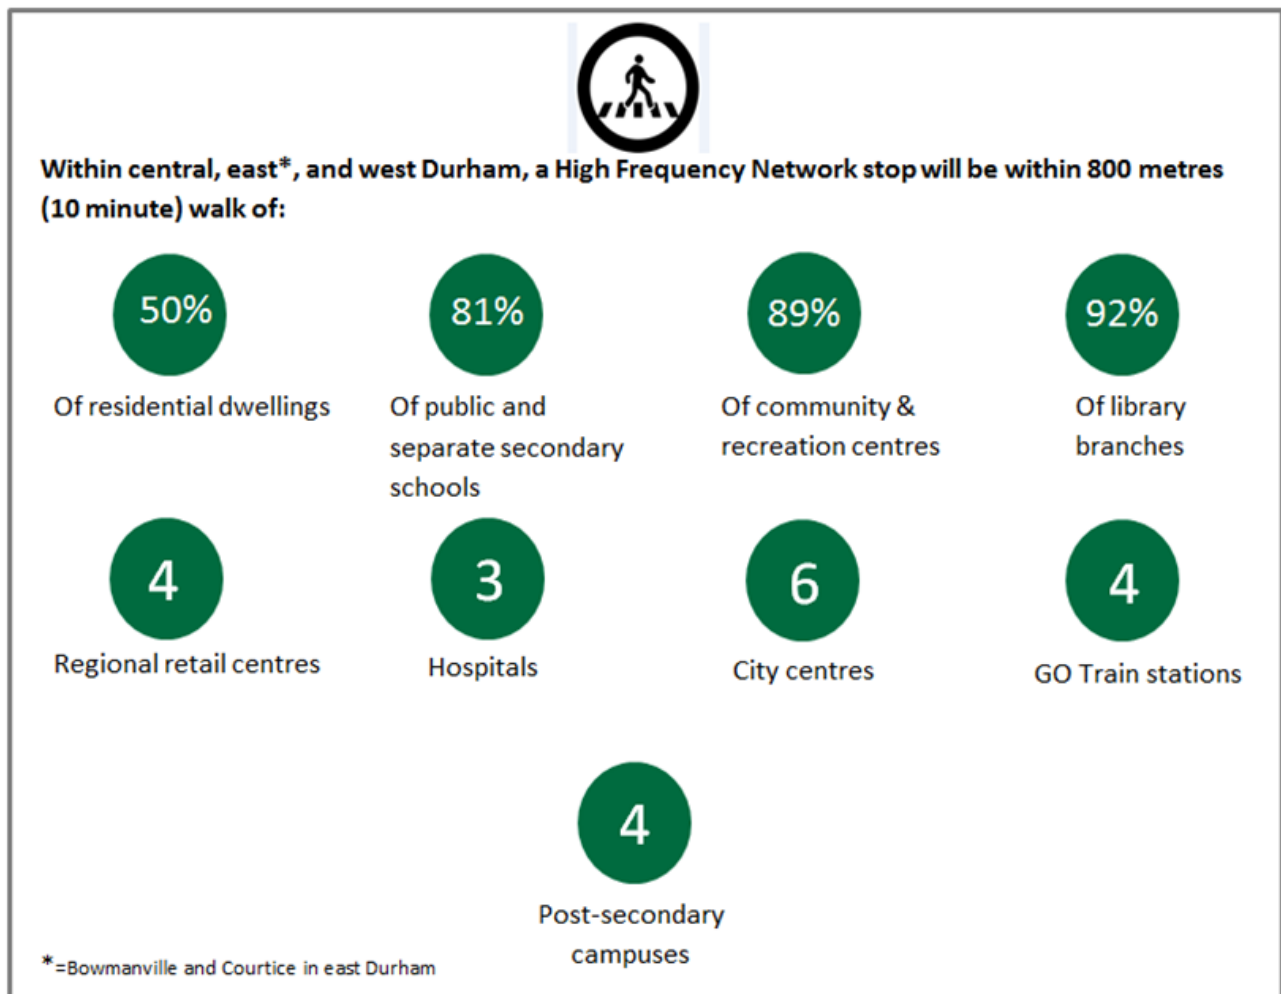 Within central, east*, and west Durham, a High Frequency Network stop will be within 800 metres
(10 minute) walk of:
50%
Of residential dwellings
81%
Of public and
separate secondary
schools
89%
Of community &
recreation centres
92%
Of library
branches
4
Regional retail centres
3
Hospitals
6
City centres
4
GO Train stations
4
Post-secondary
campuses
*=Bowmanville and Courtice in east Durham